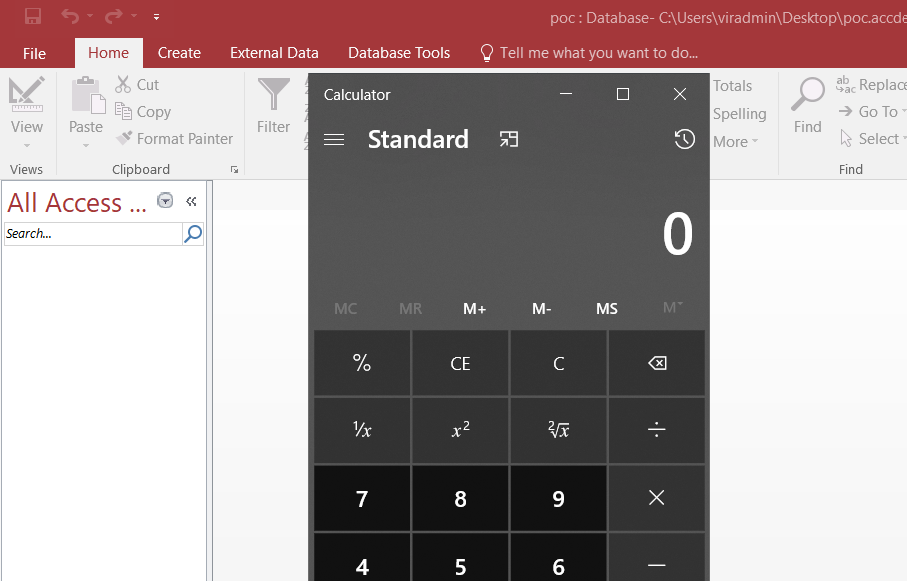 poc : Database- C:\Users\viradmin\Desktop\poc.accde
File Home Create External Data Database Tools Tell me what you want to do...
Calculator
Cut
Totals
Replace
Copy
Spelling
Go To
View Paste Format Painter Filter
Standard
More
Find Select
Views Clipboard Find
All Access ...
Search...
0
MC MR M+ M- MS M
% CE C
1/x x2 2√x ÷
7 8 9 ×
4 5 6 −